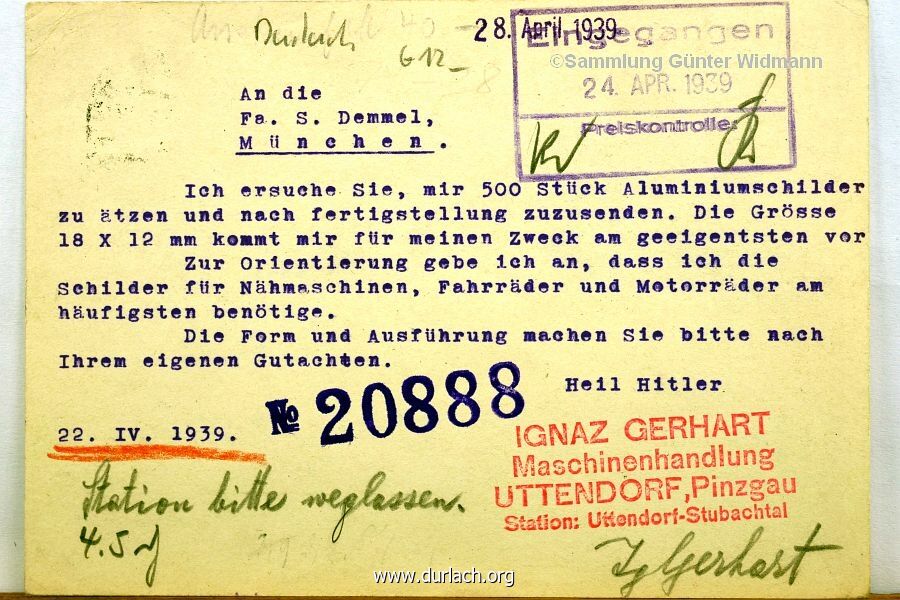 28. April 1939
Eingegangen
©Sammlung Günter Widmann
24. APR. 1939
Preiskontrolle:
G 12
An die
Fa. S. Demmel,
München.
Ich ersuche Sie, mir 500 Stück Aluminiumschilder
zu ätzen und nach fertigstellung zuzusenden. Die Grösse
18 X 12 mm kommt mir für meinen Zweck am geeigentsten vor
Zur Orientierung gebe ich an, dass ich die
Schilder für Nähmaschinen, Fahrräder und Motorräder am
häufigsten benötige.
Die Form und Ausführung machen Sie bitte nach
Ihrem eigenen Gutachten.
Heil Hitler
№ 20888
22. IV. 1939.
IGNAZ GERHART
Maschinenhandlung
UTTENDORF, Pinzgau
Station: Uttendorf-Stubachtal
Station bitte weglassen.
4.5
Ig Gerhart
www.durlach.org